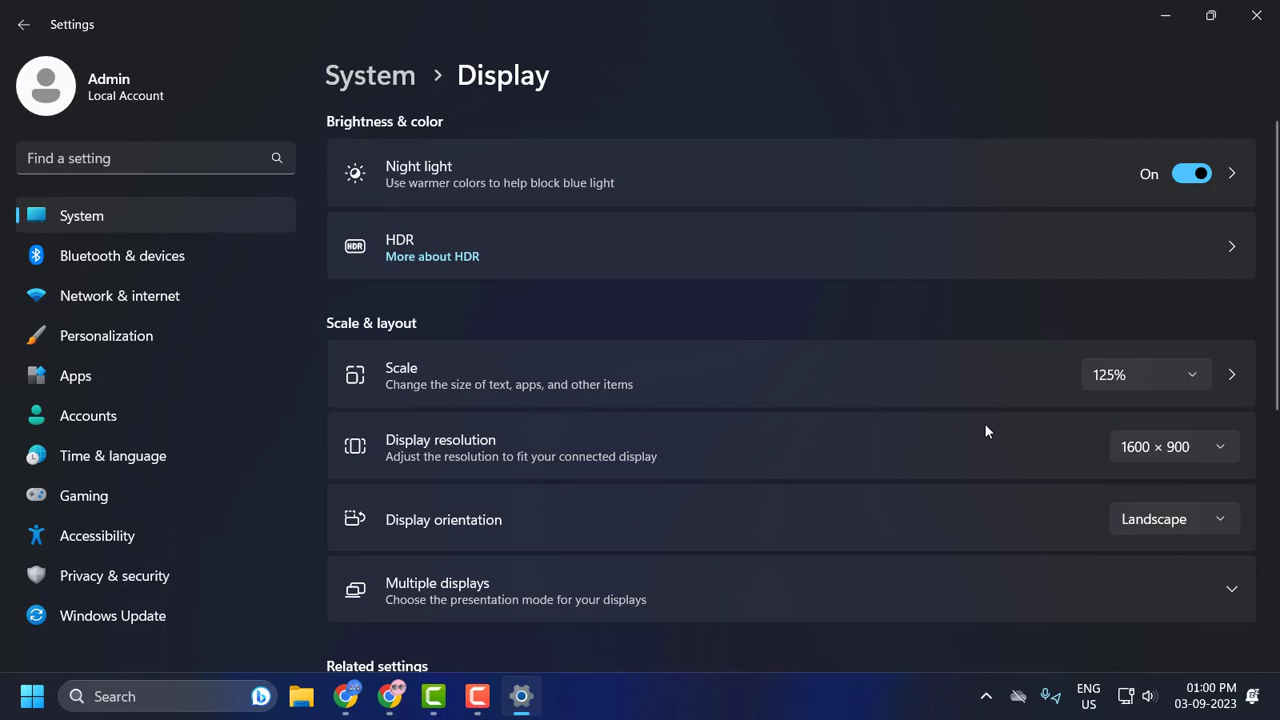 Settings
Admin
Local Account
Find a setting
System
Bluetooth & devices
Network & internet
Personalization
Apps
Accounts
Time & language
Gaming
Accessibility
Privacy & security
Windows Update
System > Display
Brightness & color
Night light
Use warmer colors to help block blue light
On
HDR
HDR
More about HDR
Scale & layout
Scale
Change the size of text, apps, and other items
125%
Display resolution
Adjust the resolution to fit your connected display
1600 × 900
Display orientation
Landscape
Multiple displays
Choose the presentation mode for your displays
Related settings
Search
ENG
US
01:00 PM
03-09-2023